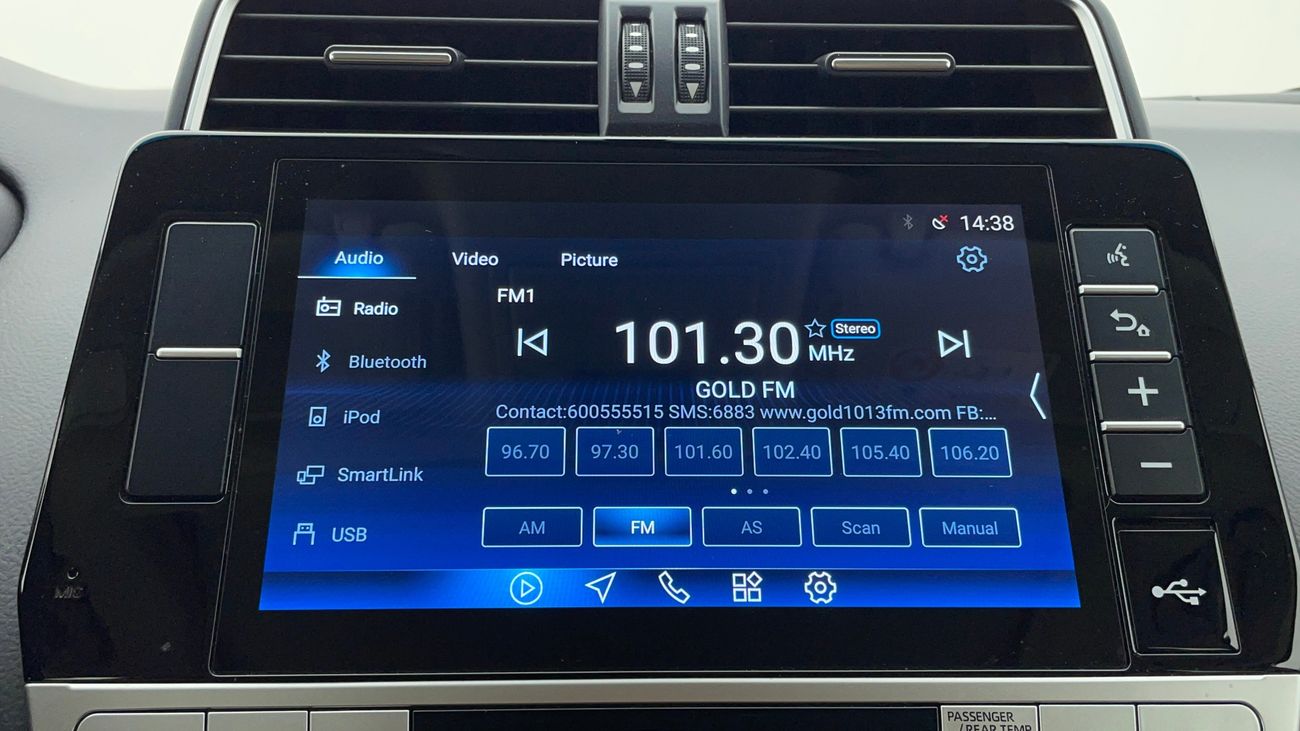 14:38
Audio Video Picture
FM1
Radio
101.30 Stereo
MHz
Bluetooth
GOLD FM
Contact:600555515 SMS:6883 www.gold1013fm.com FB:...
iPod
96.70 97.30 101.60 102.40 105.40 106.20
SmartLink
AM FM AS Scan Manual
USB
MIC
PASSENGER
/REAR TEMP